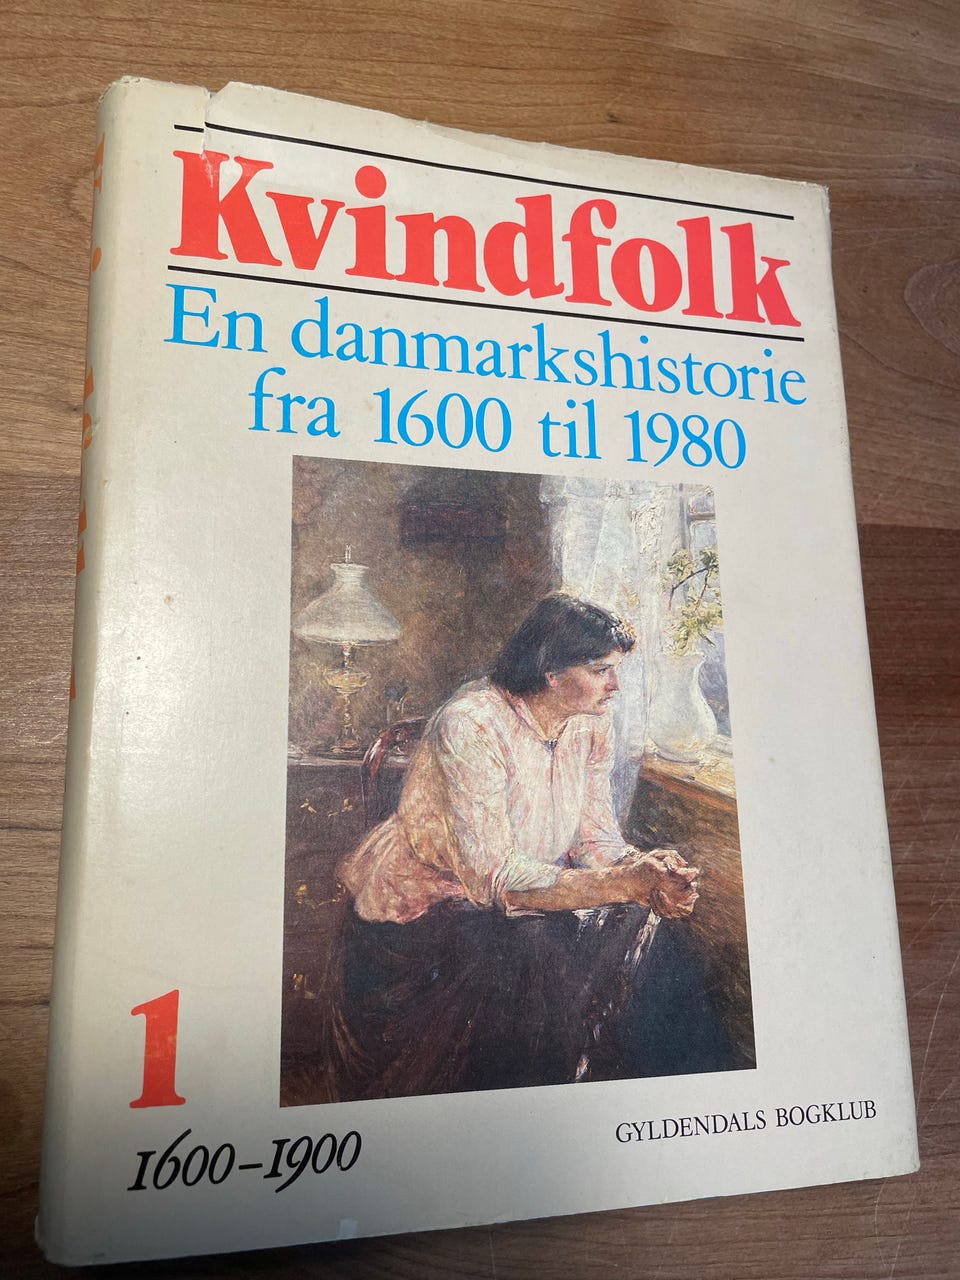 Kvindfolk
En danmarkshistorie
fra 1600 til 1980
1
1600–1900
GYLDENDALS BOGKLUB